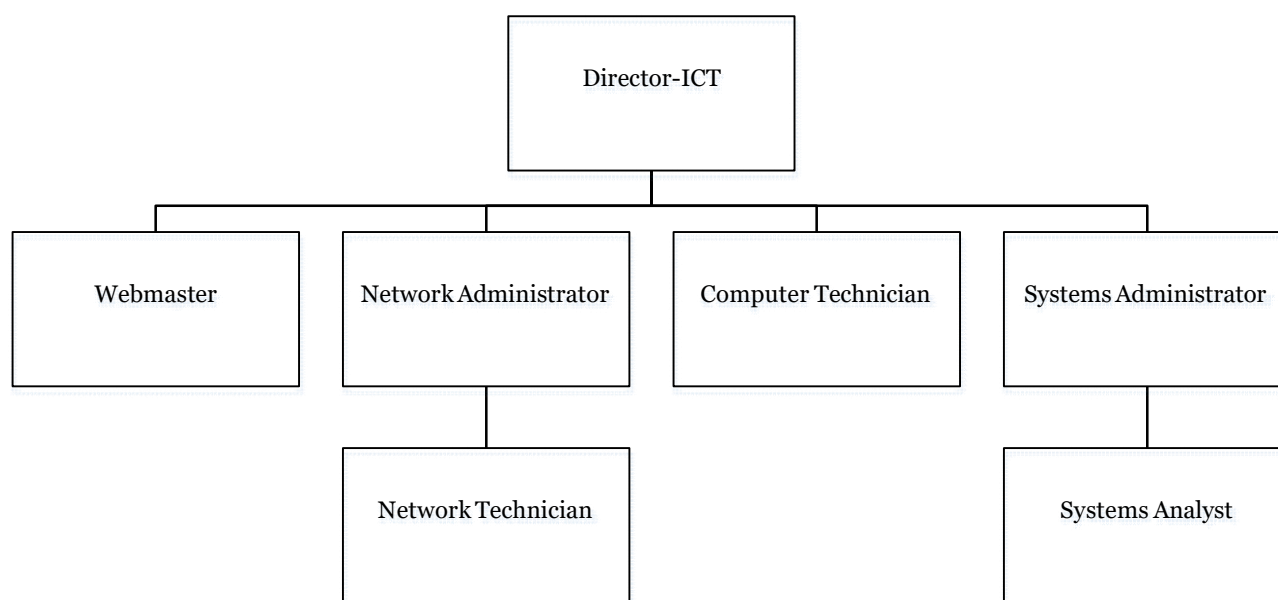 Director-ICT
Webmaster
Network Administrator
Computer Technician
Systems Administrator
Network Technician
Systems Analyst